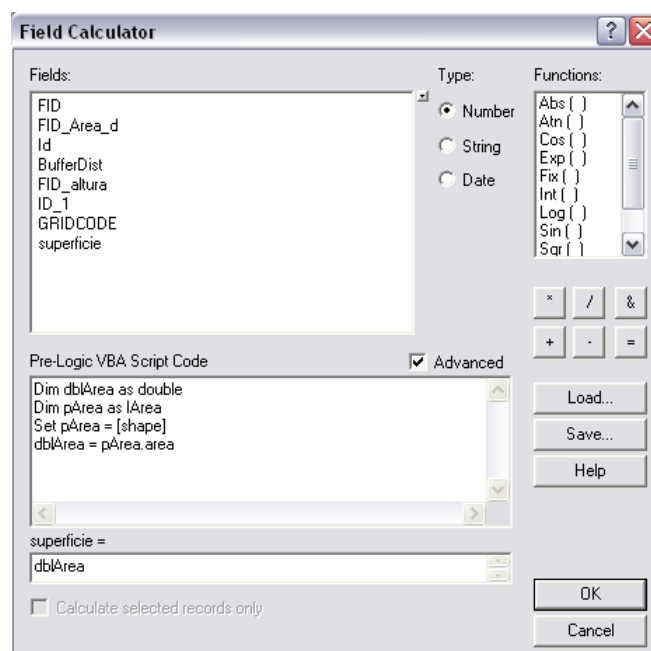 Field Calculator
Fields:
Type:
Functions:
FID
FID_Area_d
Id
BufferDist
FID_altura
ID_1
GRIDCODE
superficie
Number
String
Date
Abs ( )
Atn ( )
Cos ( )
Exp ( )
Fix ( )
Int ( )
Log ( )
Sin ( )
Sqr ( )
* / &
+ - =
Pre-Logic VBA Script Code
Advanced
Dim dblArea as double
Dim pArea as IArea
Set pArea = [shape]
dblArea = pArea.area
Load...
Save...
Help
superficie =
dblArea
Calculate selected records only
OK
Cancel